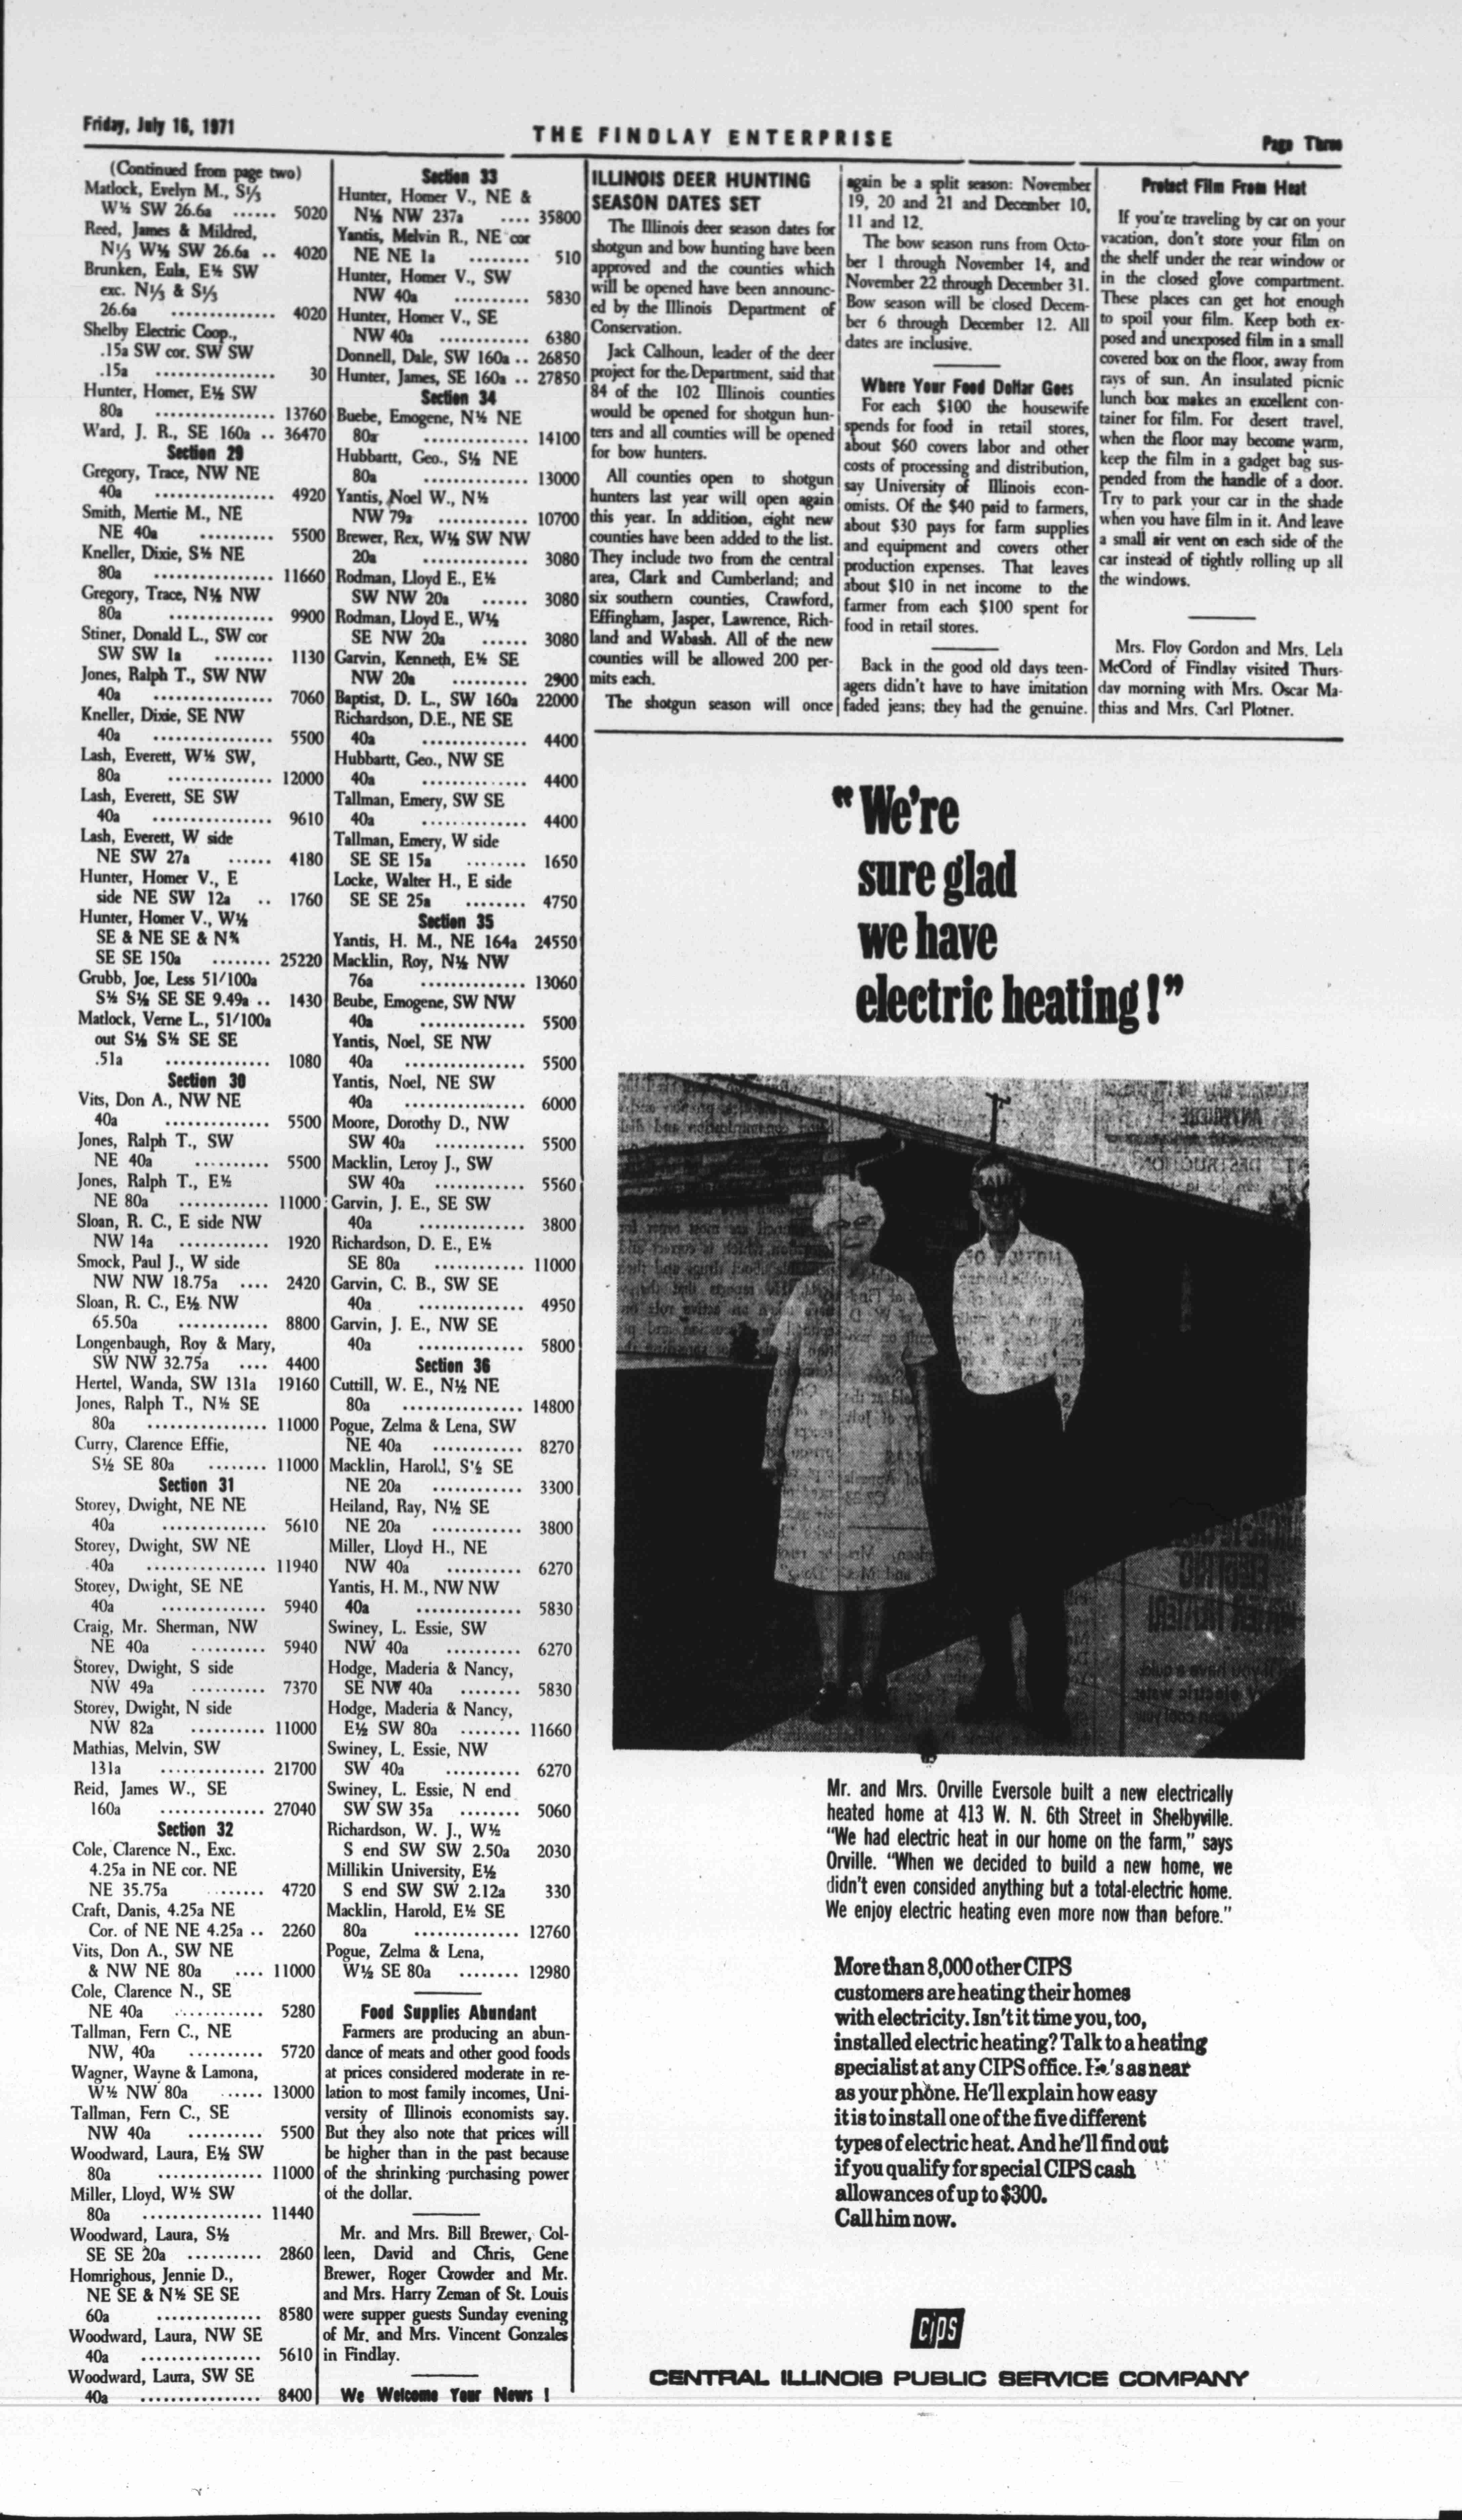 Friday, July 16, 1971
THE FINDLAY ENTERPRISE
Page Three
(Continued from page two)
Matlock, Evelyn M., S⅓
W½ SW 26.6a ...... 5020
Reed, James & Mildred,
N⅓ W½ SW 26.6a .. 4020
Brunken, Eula, E½ SW
exc. N⅓ & S⅓
26.6a ............. 4020
Shelby Electric Coop.,
.15a SW cor. SW SW
.15a ............... 30
Hunter, Homer, E½ SW
80a ............... 13760
Ward, J. R., SE 160a .. 36470
Section 29
Gregory, Trace, NW NE
40a ............... 4920
Smith, Mertie M., NE
NE 40a .......... 5500
Kneller, Dixie, S½ NE
80a ............... 11660
Gregory, Trace, N½ NW
80a ............. 9900
Stiner, Donald L., SW cor
SW SW 1a ........ 1130
Jones, Ralph T., SW NW
40a ............... 7060
Kneller, Dixie, SE NW
40a ............... 5500
Lash, Everett, W½ SW,
80a ............. 12000
Lash, Everett, SE SW
40a ............... 9610
Lash, Everett, W side
NE SW 27a ...... 4180
Hunter, Homer V., E
side NE SW 12a .. 1760
Hunter, Homer V., W½
SE & NE SE & N½
SE SE 150a ........ 25220
Grubb, Joe, Less 51/100a
S½ S½ SE SE 9.49a .. 1430
Matlock, Verne L., 51/100a
out S½ S½ SE SE
.51a ............. 1080
Section 30
Vits, Don A., NW NE
40a ............. 5500
Jones, Ralph T., SW
NE 40a .......... 5500
Jones, Ralph T., E½
NE 80a ............ 11000
Sloan, R. C., E side NW
NW 14a ............ 1920
Smock, Paul J., W side
NW NW 18.75a .... 2420
Sloan, R. C., E½ NW
65.50a ............ 8800
Longenbaugh, Roy & Mary,
SW NW 32.75a .... 4400
Hertel, Wanda, SW 131a 19160
Jones, Ralph T., N½ SE
80a ............... 11000
Curry, Clarence Effie,
S½ SE 80a ........ 11000
Section 31
Storey, Dwight, NE NE
40a ............. 5610
Storey, Dwight, SW NE
40a ............... 11940
Storey, Dwight, SE NE
40a ............. 5940
Craig, Mr. Sherman, NW
NE 40a .......... 5940
Storey, Dwight, S side
NW 49a .......... 7370
Storey, Dwight, N side
NW 82a .......... 11000
Mathias, Melvin, SW
131a ............. 21700
Reid, James W., SE
160a ............. 27040
Section 32
Cole, Clarence N., Exc.
4.25a in NE cor. NE
NE 35.75a ....... 4720
Craft, Danis, 4.25a NE
Cor. of NE NE 4.25a .. 2260
Vits, Don A., SW NE
& NW NE 80a .... 11000
Cole, Clarence N., SE
NE 40a ........... 5280
Tallman, Fern C., NE
NW, 40a .......... 5720
Wagner, Wayne & Lamona,
W½ NW 80a ...... 13000
Tallman, Fern C., SE
NW 40a .......... 5500
Woodward, Laura, E½ SW
80a ............. 11000
Miller, Lloyd, W½ SW
80a ................ 11440
Woodward, Laura, S½
SE SE 20a .......... 2860
Homrighous, Jennie D.,
NE SE & N½ SE SE
60a ............. 8580
Woodward, Laura, NW SE
40a ................ 5610
Woodward, Laura, SW SE
40a ................ 8400
Section 33
Hunter, Homer V., NE &
N½ NW 237a .... 35800
Yantis, Melvin R., NE cor
NE NE 1a ........ 510
Hunter, Homer V., SW
NW 40a .......... 5830
Hunter, Homer V., SE
NW 40a ............ 6380
Donnell, Dale, SW 160a .. 26850
Hunter, James, SE 160a .. 27850
Section 34
Buebe, Emogene, N½ NE
80a ............. 14100
Hubbartt, Geo., S½ NE
80a ............. 13000
Yantis, Noel W., N½
NW 79a ............ 10700
Brewer, Rex, W½ SW NW
20a ............. 3080
Rodman, Lloyd E., E½
SW NW 20a ...... 3080
Rodman, Lloyd E., W½
SE NW 20a ...... 3080
Garvin, Kenneth, E½ SE
NW 20a .......... 2900
Baptist, D. L., SW 160a 22000
Richardson, D.E., NE SE
40a ............. 4400
Hubbartt, Geo., NW SE
40a ............. 4400
Tallman, Emery, SW SE
40a ............. 4400
Tallman, Emery, W side
SE SE 15a ........ 1650
Locke, Walter H., E side
SE SE 25a ........ 4750
Section 35
Yantis, H. M., NE 164a 24550
Macklin, Roy, N½ NW
76a ............. 13060
Beube, Emogene, SW NW
40a ............. 5500
Yantis, Noel, SE NW
40a ............... 5500
Yantis, Noel, NE SW
40a ............... 6000
Moore, Dorothy D., NW
SW 40a ............ 5500
Macklin, Leroy J., SW
SW 40a ............ 5560
Garvin, J. E., SE SW
40a ............. 3800
Richardson, D. E., E½
SE 80a ............ 11000
Garvin, C. B., SW SE
40a ............. 4950
Garvin, J. E., NW SE
40a ............. 5800
Section 36
Cuttill, W. E., N½ NE
80a ............... 14800
Pogue, Zelma & Lena, SW
NE 40a ............ 8270
Macklin, Harold, S½ SE
NE 20a ............ 3300
Heiland, Ray, N½ SE
NE 20a ............ 3800
Miller, Lloyd H., NE
NW 40a .......... 6270
Yantis, H. M., NW NW
40a ............. 5830
Swiney, L. Essie, SW
NW 40a .......... 6270
Hodge, Maderia & Nancy,
SE NW 40a ........ 5830
Hodge, Maderia & Nancy,
E½ SW 80a ........ 11660
Swiney, L. Essie, NW
SW 40a .......... 6270
Swiney, L. Essie, N end
SW SW 35a ........ 5060
Richardson, W. J., W½
S end SW SW 2.50a 2030
Millikin University, E½
S end SW SW 2.12a 330
Macklin, Harold, E½ SE
80a ............. 12760
Pogue, Zelma & Lena,
W½ SE 80a ........ 12980
Food Supplies Abundant
Farmers are producing an abun-
dance of meats and other good foods
at prices considered moderate in re-
lation to most family incomes, Uni-
versity of Illinois economists say.
But they also note that prices will
be higher than in the past because
of the shrinking purchasing power
of the dollar.
Mr. and Mrs. Bill Brewer, Col-
leen, David and Chris, Gene
Brewer, Roger Crowder and Mr.
and Mrs. Harry Zeman of St. Louis
were supper guests Sunday evening
of Mr. and Mrs. Vincent Gonzales
in Findlay.
We Welcome Your News !
ILLINOIS DEER HUNTING
SEASON DATES SET
The Illinois deer season dates for
shotgun and bow hunting have been
approved and the counties which
will be opened have been announc-
ed by the Illinois Department of
Conservation.
Jack Calhoun, leader of the deer
project for the Department, said that
84 of the 102 Illinois counties
would be opened for shotgun hun-
ters and all counties will be opened
for bow hunters.
All counties open to shotgun
hunters last year will open again
this year. In addition, eight new
counties have been added to the list.
They include two from the central
area, Clark and Cumberland; and
six southern counties, Crawford,
Effingham, Jasper, Lawrence, Rich-
land and Wabash. All of the new
counties will be allowed 200 per-
mits each.
The shotgun season will once
again be a split season: November
19, 20 and 21 and December 10,
11 and 12.
The bow season runs from Octo-
ber 1 through November 14, and
November 22 through December 31.
Bow season will be closed Decem-
ber 6 through December 12. All
dates are inclusive.
Where Your Food Dollar Goes
For each $100 the housewife
spends for food in retail stores,
about $60 covers labor and other
costs of processing and distribution,
say University of Illinois econ-
omists. Of the $40 paid to farmers,
about $30 pays for farm supplies
and equipment and covers other
production expenses. That leaves
about $10 in net income to the
farmer from each $100 spent for
food in retail stores.
Back in the good old days teen-
agers didn't have to have imitation
faded jeans; they had the genuine.
Protect Film From Heat
If you're traveling by car on your
vacation, don't store your film on
the shelf under the rear window or
in the closed glove compartment.
These places can get hot enough
to spoil your film. Keep both ex-
posed and unexposed film in a small
covered box on the floor, away from
rays of sun. An insulated picnic
lunch box makes an excellent con-
tainer for film. For desert travel,
when the floor may become warm,
keep the film in a gadget bag sus-
pended from the handle of a door.
Try to park your car in the shade
when you have film in it. And leave
a small air vent on each side of the
car instead of tightly rolling up all
the windows.
Mrs. Floy Gordon and Mrs. Lela
McCord of Findlay visited Thurs-
day morning with Mrs. Oscar Ma-
thias and Mrs. Carl Plotner.
"We're
sure glad
we have
electric heating!"
Mr. and Mrs. Orville Eversole built a new electrically
heated home at 413 W. N. 6th Street in Shelbyville.
"We had electric heat in our home on the farm," says
Orville. "When we decided to build a new home, we
didn't even consided anything but a total-electric home.
We enjoy electric heating even more now than before."
More than 8,000 other CIPS
customers are heating their homes
with electricity. Isn't it time you, too,
installed electric heating? Talk to a heating
specialist at any CIPS office. He's as near
as your phone. He'll explain how easy
it is to install one of the five different
types of electric heat. And he'll find out
if you qualify for special CIPS cash
allowances of up to $300.
Call him now.
CIPS
CENTRAL ILLINOIS PUBLIC SERVICE COMPANY